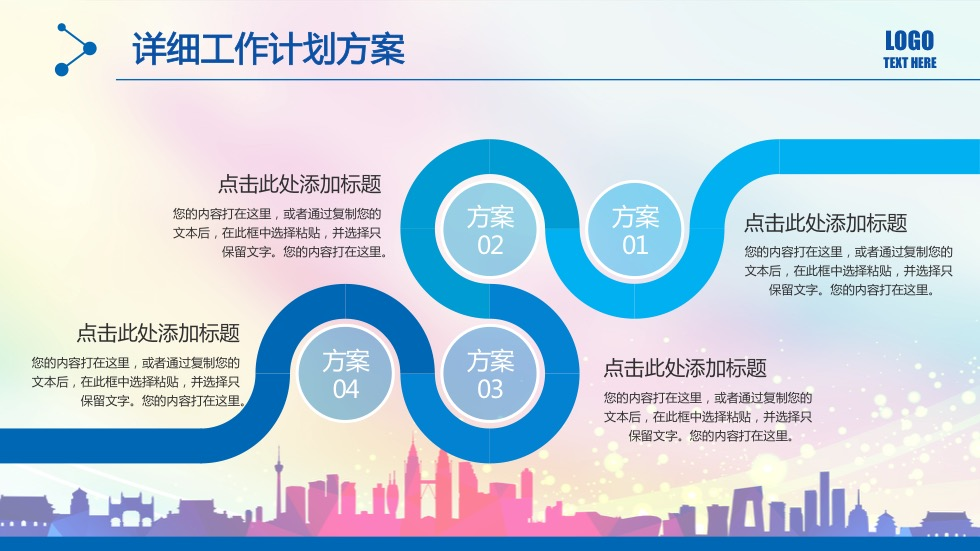 详细工作计划方案
LOGO
TEXT HERE
点击此处添加标题
您的内容打在这里，或者通过复制您的
文本后，在此框中选择粘贴，并选择只
保留文字。您的内容打在这里。
方案
02
方案
01
点击此处添加标题
您的内容打在这里，或者通过复制您的
文本后，在此框中选择粘贴，并选择只
保留文字。您的内容打在这里。
点击此处添加标题
您的内容打在这里，或者通过复制您的
文本后，在此框中选择粘贴，并选择只
保留文字。您的内容打在这里。
方案
04
方案
03
点击此处添加标题
您的内容打在这里，或者通过复制您的
文本后，在此框中选择粘贴，并选择只
保留文字。您的内容打在这里。